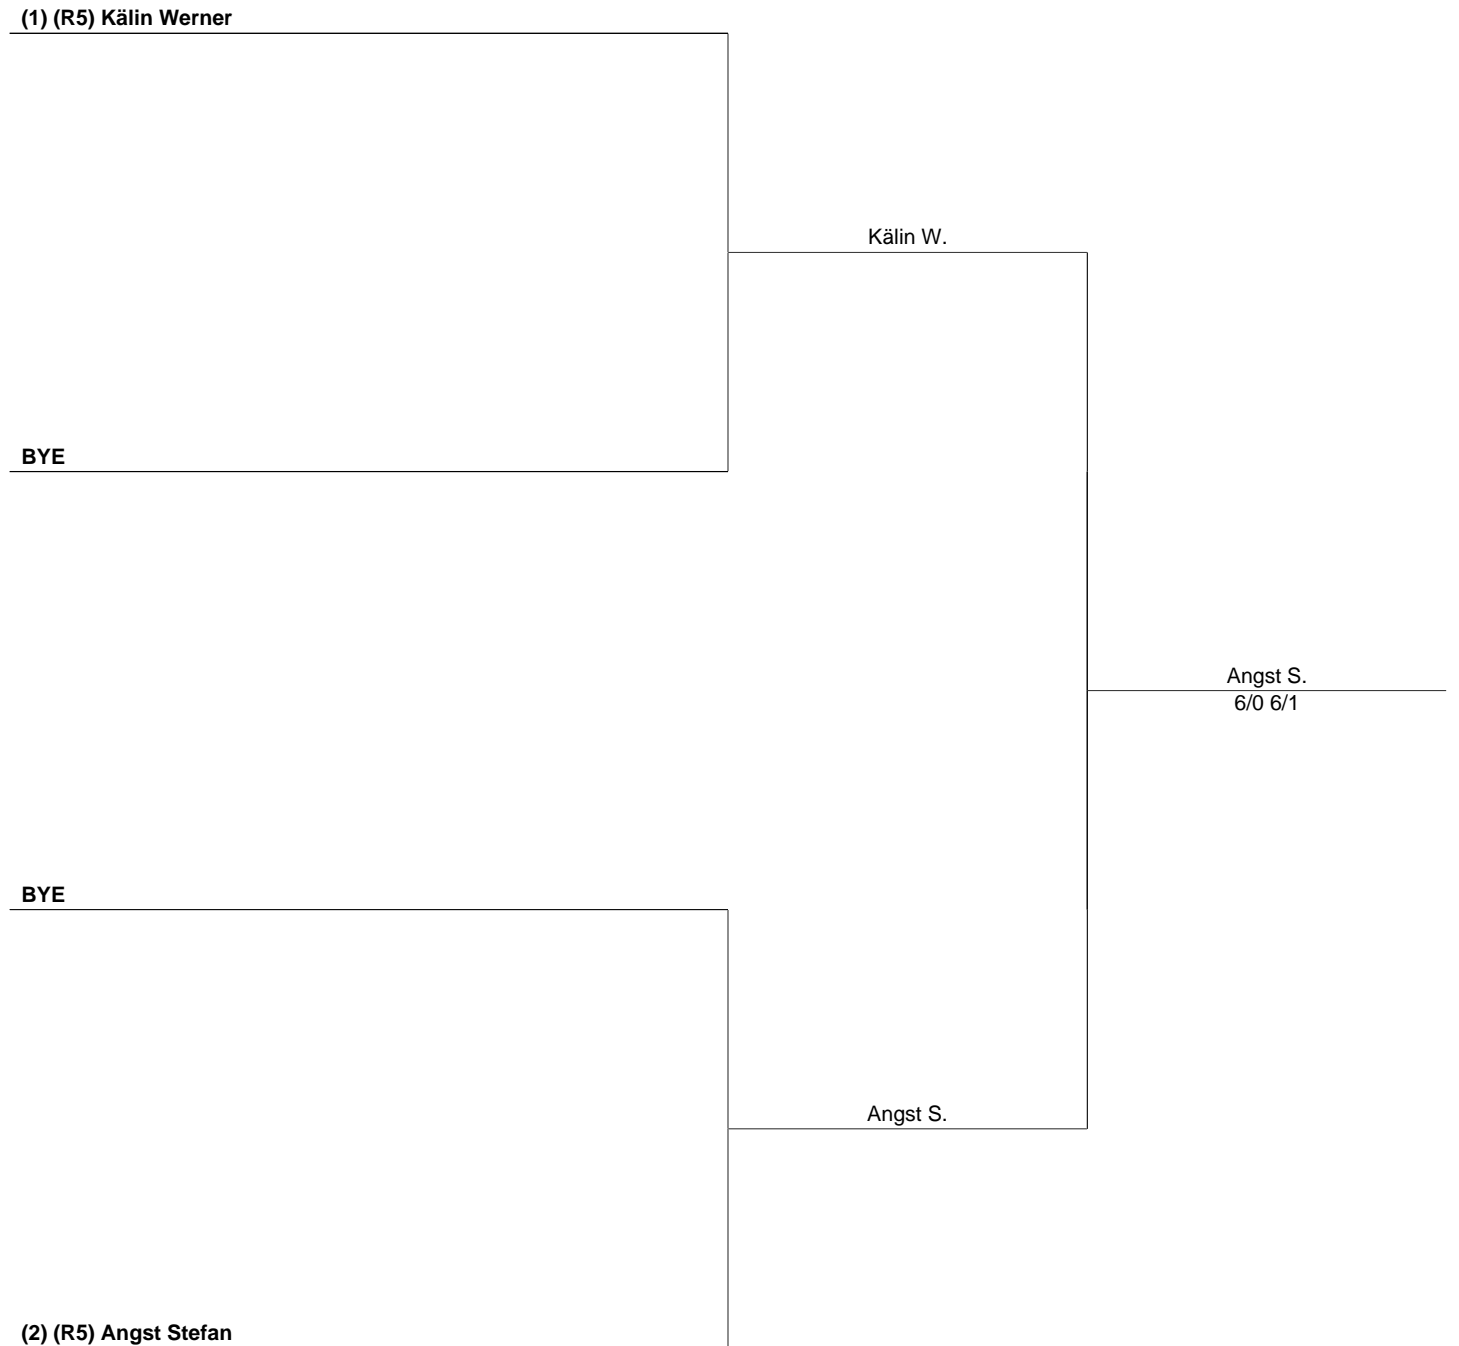 (1) (R5) Kälin Werner
Kälin W.
BYE
Angst S.
6/0 6/1
BYE
Angst S.
(2) (R5) Angst Stefan